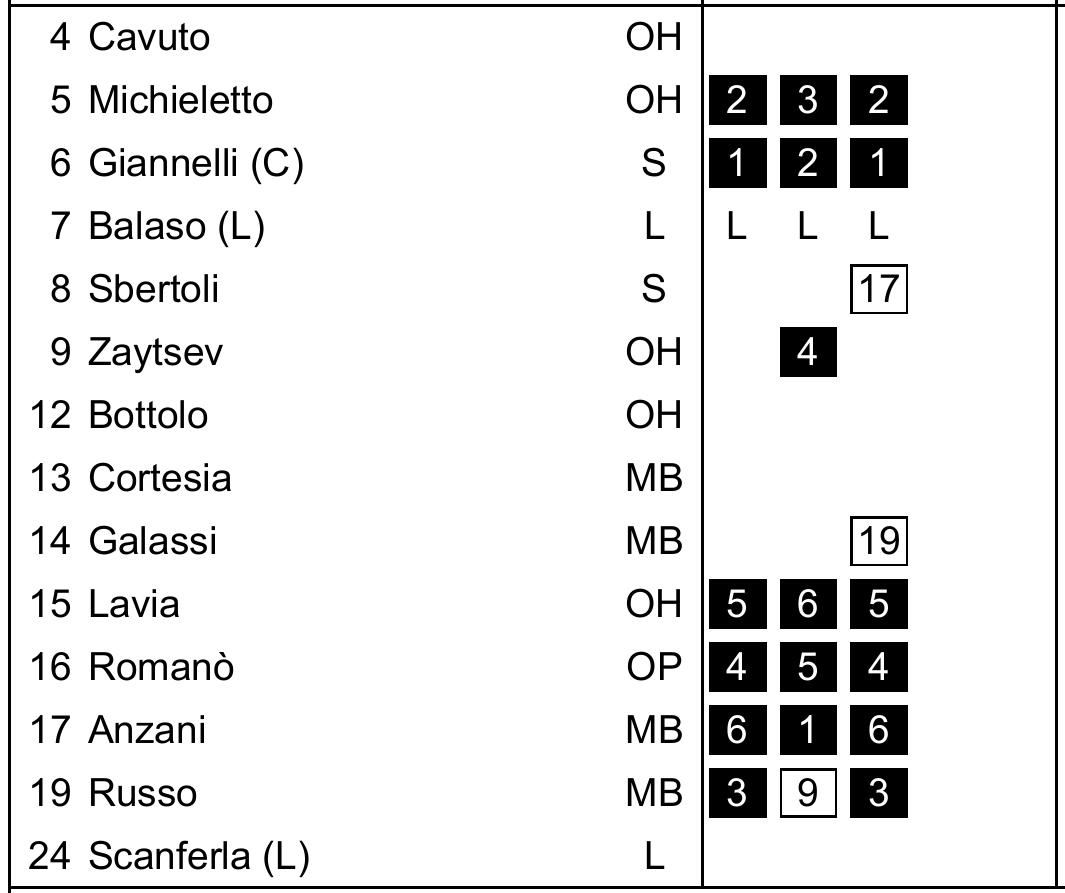 4 Cavuto OH
5 Michieletto OH 2 3 2
6 Giannelli (C) S 1 2 1
7 Balaso (L) L L L L
8 Sbertoli S 17
9 Zaytsev OH 4
12 Bottolo OH
13 Cortesia MB
14 Galassi MB 19
15 Lavia OH 5 6 5
16 Romanò OP 4 5 4
17 Anzani MB 6 1 6
19 Russo MB 3 9 3
24 Scanferla (L) L